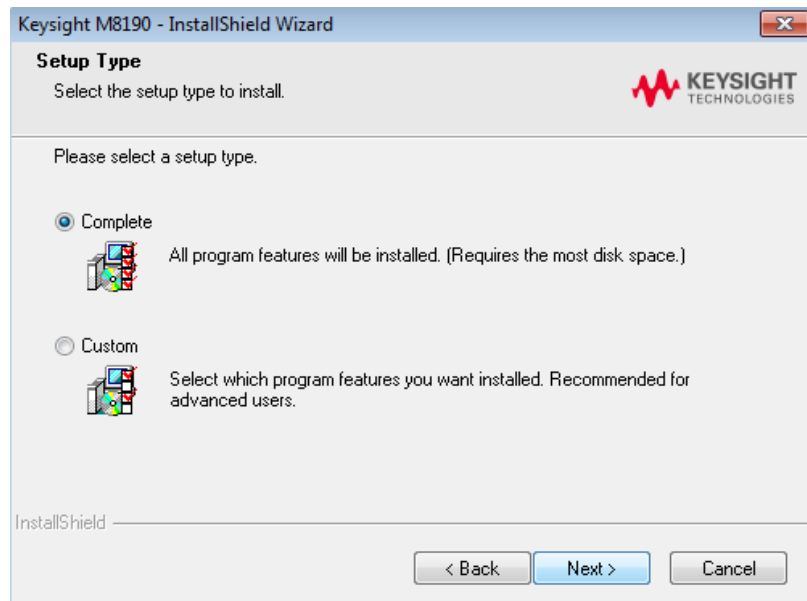 Keysight M8190 - InstallShield Wizard
Setup Type
Select the setup type to install.
KEYSIGHT
TECHNOLOGIES
Please select a setup type.
Complete
All program features will be installed. (Requires the most disk space.)
Custom
Select which program features you want installed. Recommended for
advanced users.
InstallShield
< Back
Next >
Cancel